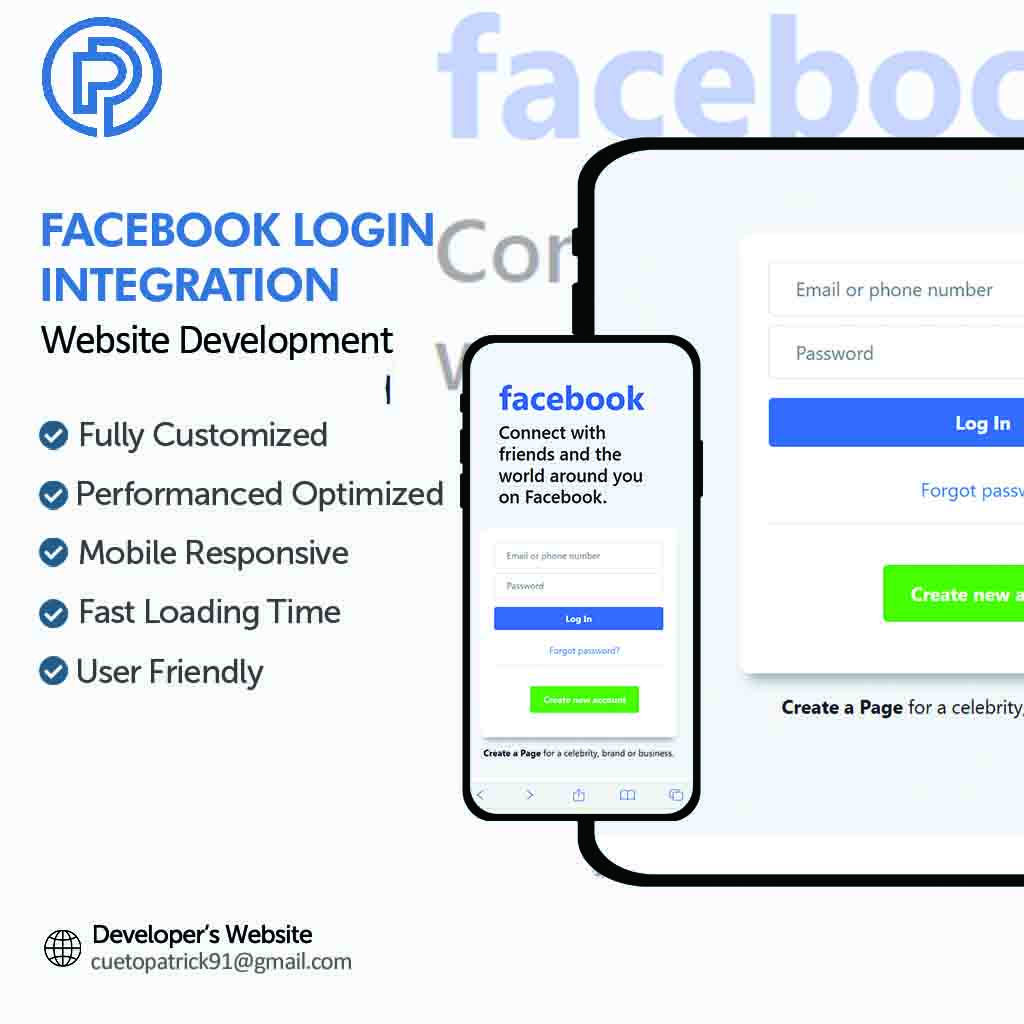 faceboo
FACEBOOK LOGIN
INTEGRATION
Website Development
Fully Customized
Performanced Optimized
Mobile Responsive
Fast Loading Time
User Friendly
Con
facebook
Connect with
friends and the
world around you
on Facebook.
Email or phone number
Password
Log In
Forgot password?
Create new account
Create a Page for a celebrity, brand or business.
Email or phone number
Password
Log In
Forgot passw
Create new a
Create a Page for a celebrity,
Developer's Website
cuetopatrick91@gmail.com